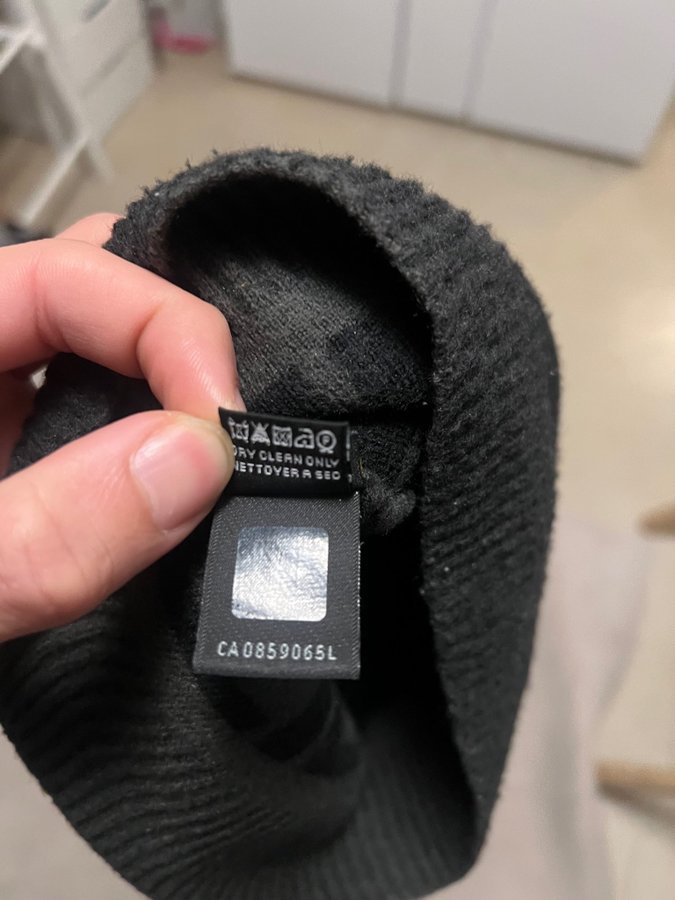 DRY CLEAN ONLY
NETTOYER A SEC
CA0859065L